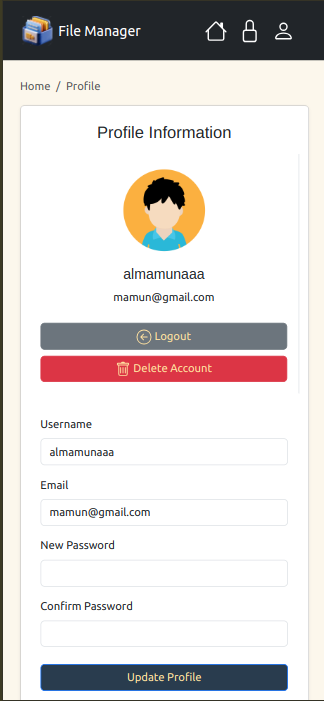 File Manager
Home / Profile
Profile Information
almamunaaa
mamun@gmail.com
Logout
Delete Account
Username
almamunaaa
Email
mamun@gmail.com
New Password
Confirm Password
Update Profile